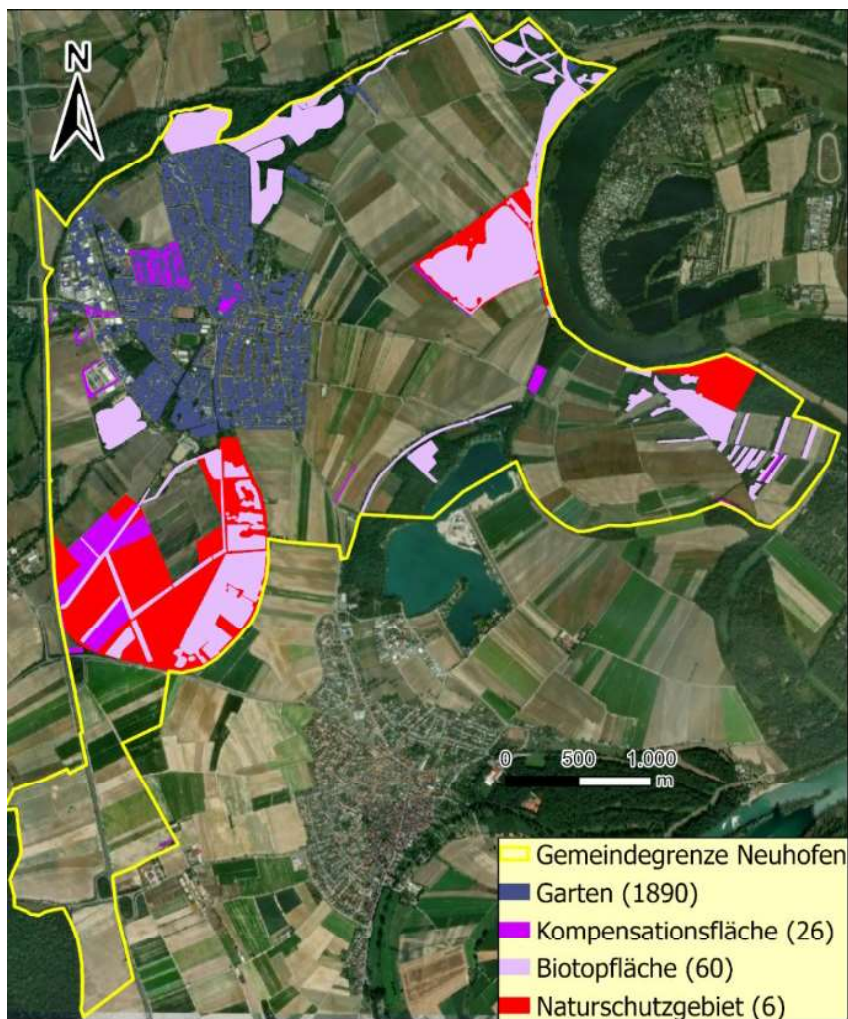 N
0 500 1.000
m
Gemeindegrenze Neuhofen
Garten (1890)
Kompensationsfläche (26)
Biotopfläche (60)
Naturschutzgebiet (6)